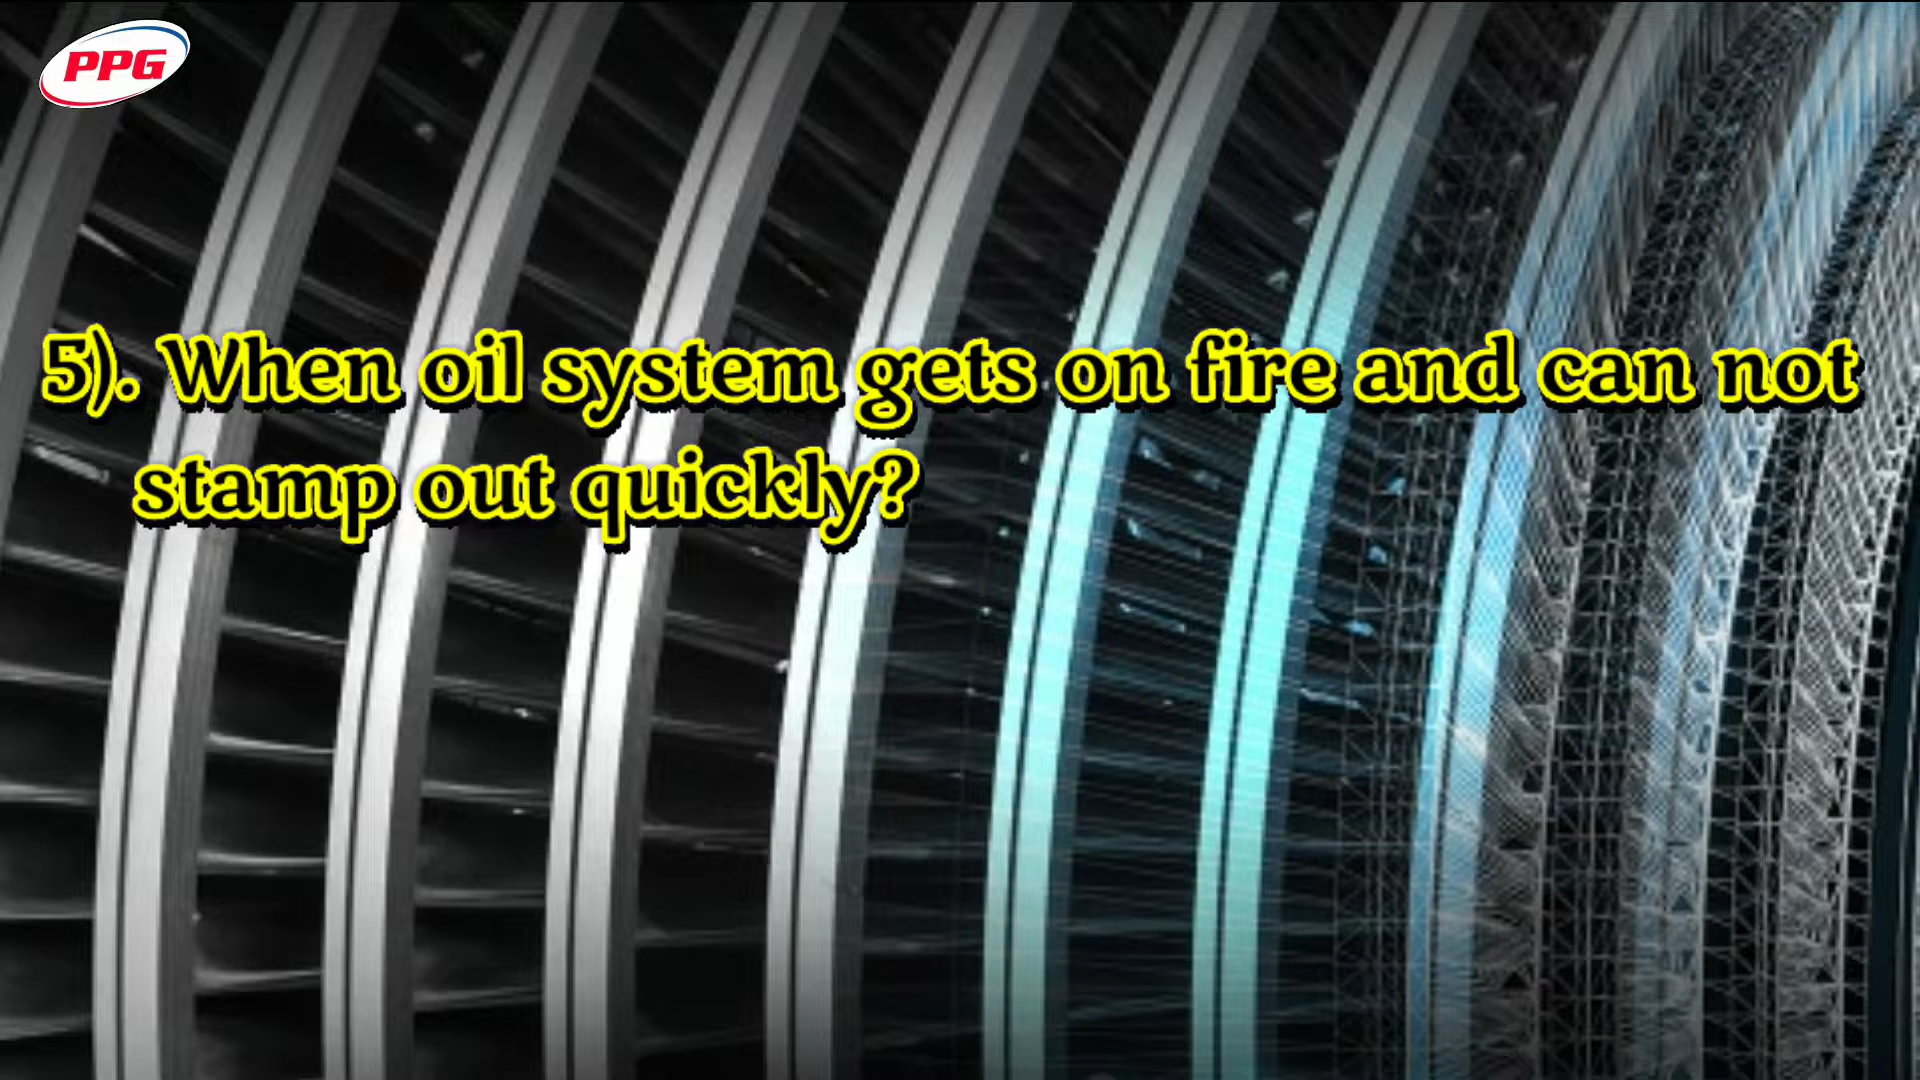 PPG
5). When oil system gets on fire and can not
stamp out quickly?